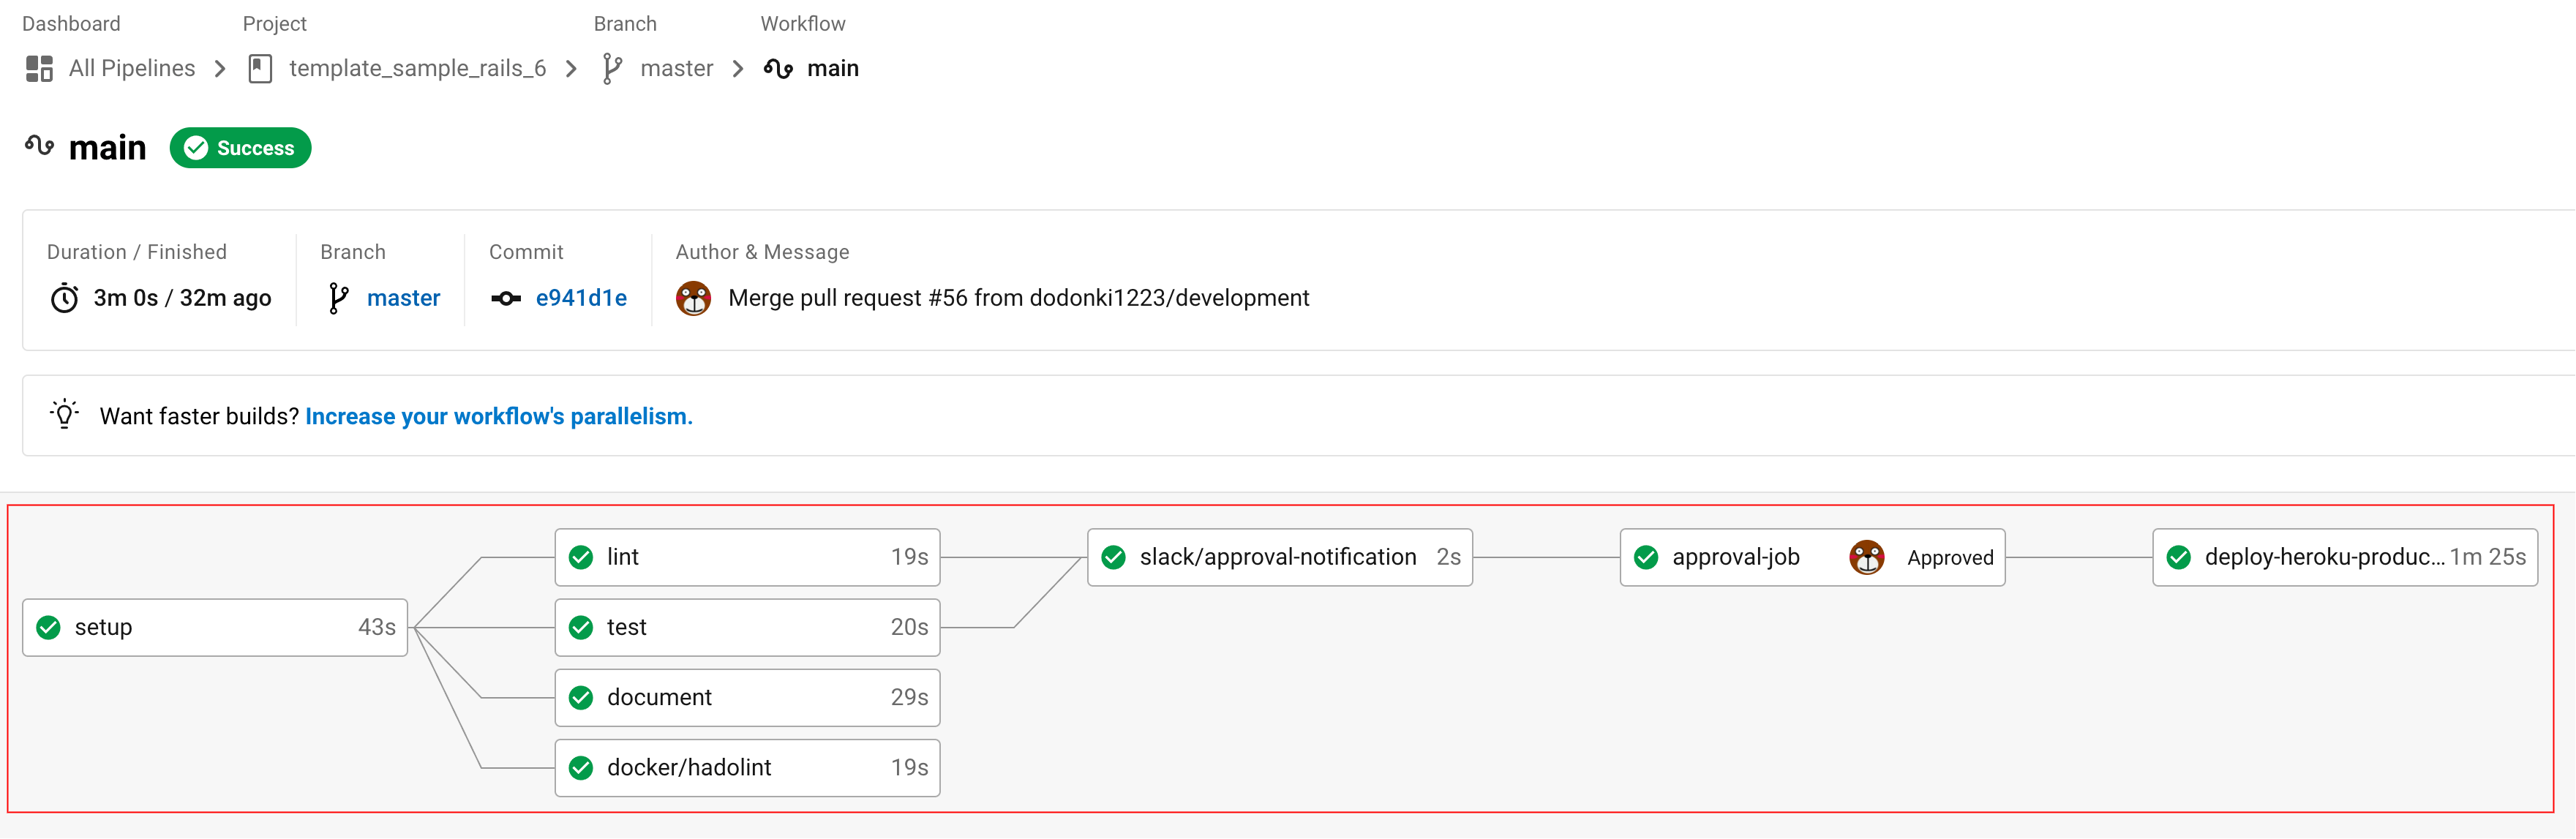 Dashboard Project Branch Workflow
All Pipelines template_sample_rails_6 master main
main Success
Duration / Finished Branch Commit Author & Message
3m 0s / 32m ago master e941d1e Merge pull request #56 from dodonki1223/development
Want faster builds? Increase your workflow's parallelism.
lint 19s slack/approval-notification 2s approval-job Approved deploy-heroku-produc... 1m 25s
setup 43s test 20s
document 29s
docker/hadolint 19s